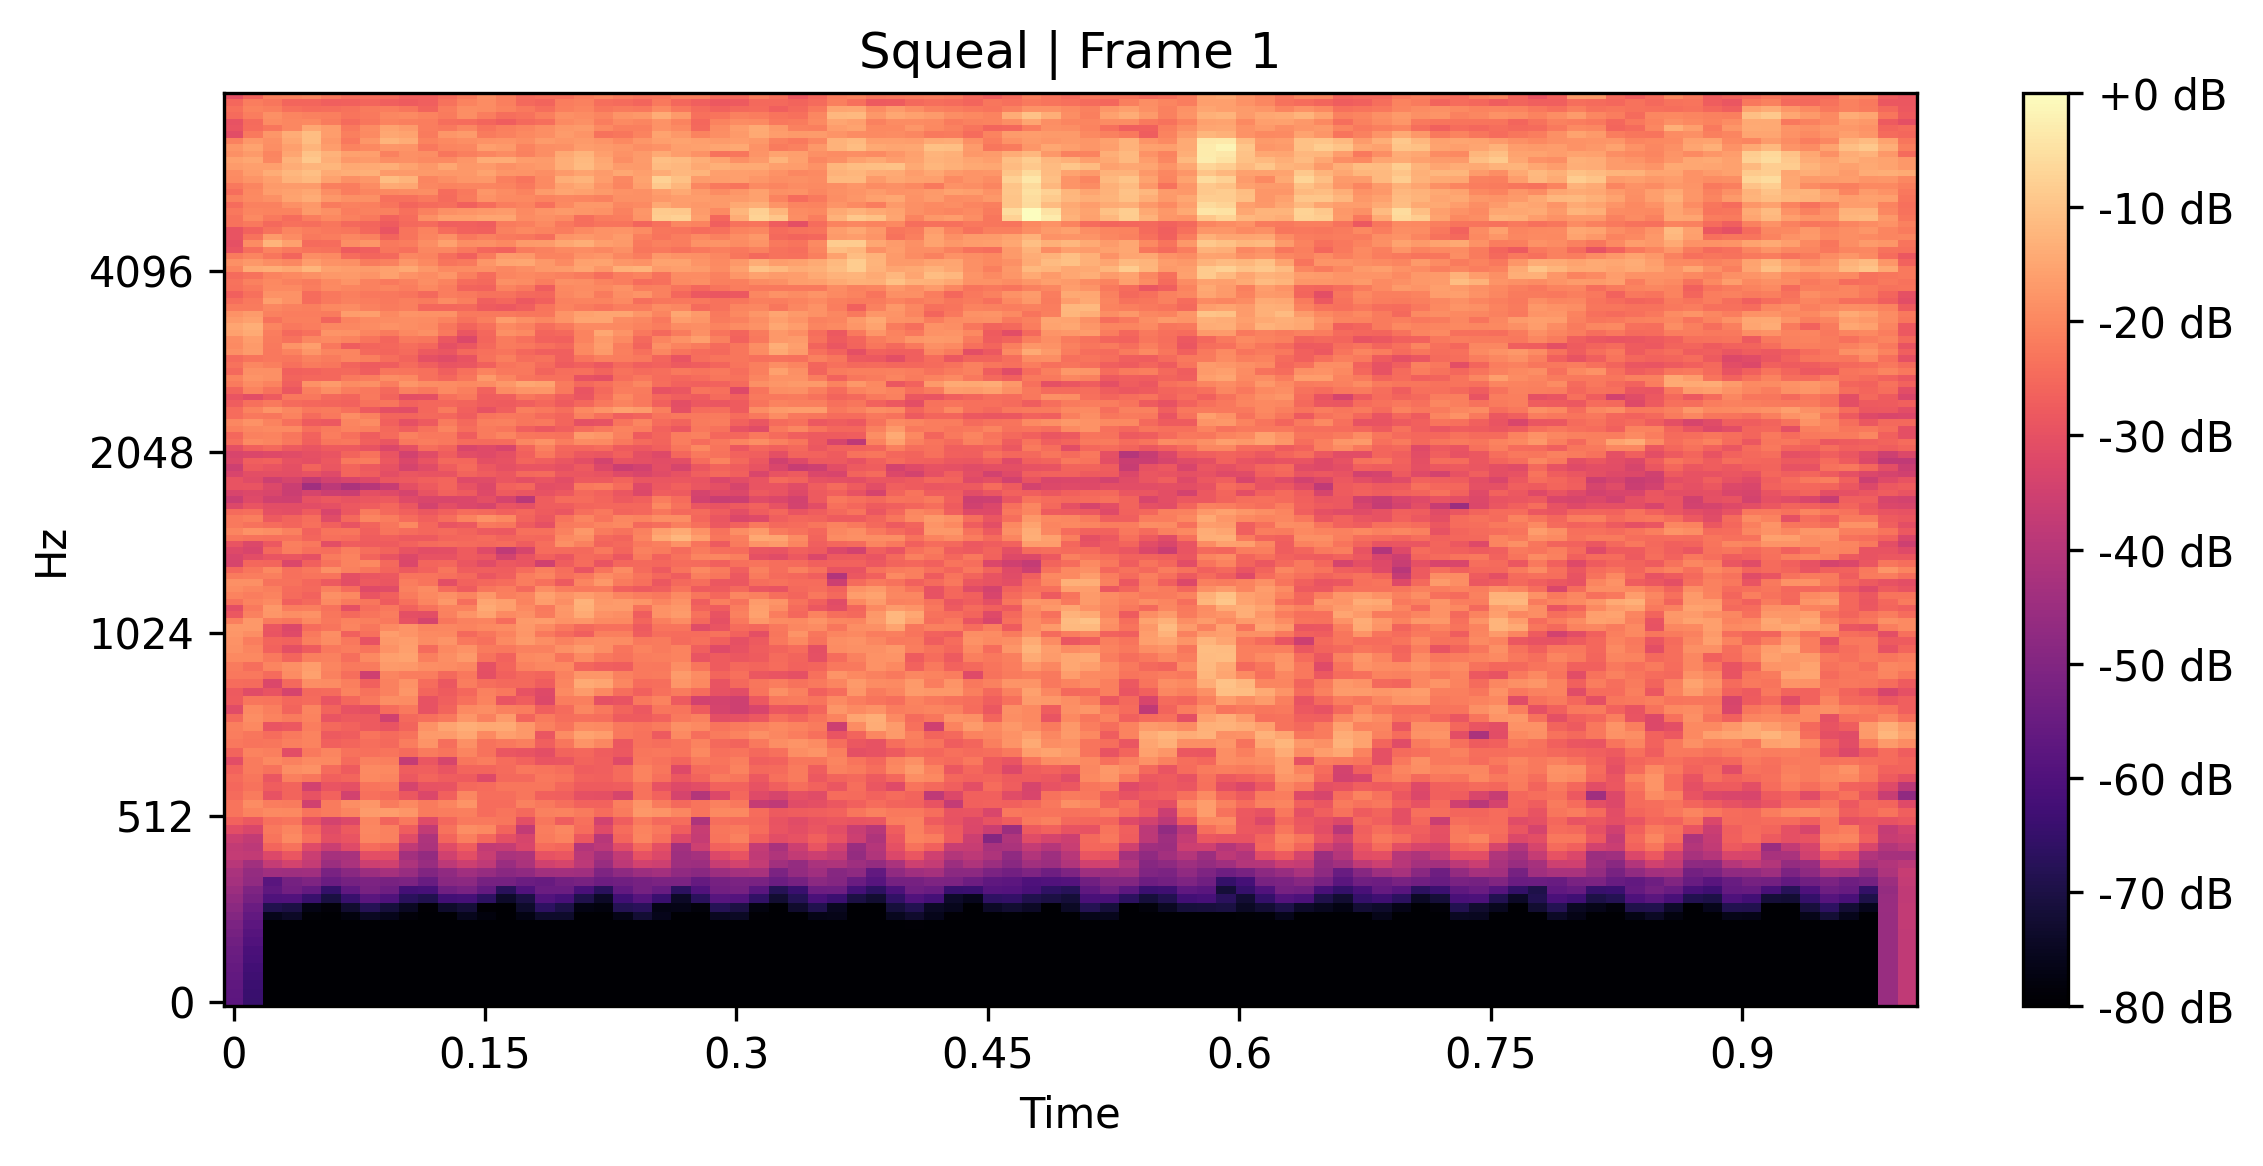 Squeal | Frame 1
Hz
4096
2048
1024
512
0
0 0.15 0.3 0.45 0.6 0.75 0.9
Time
+0 dB
-10 dB
-20 dB
-30 dB
-40 dB
-50 dB
-60 dB
-70 dB
-80 dB